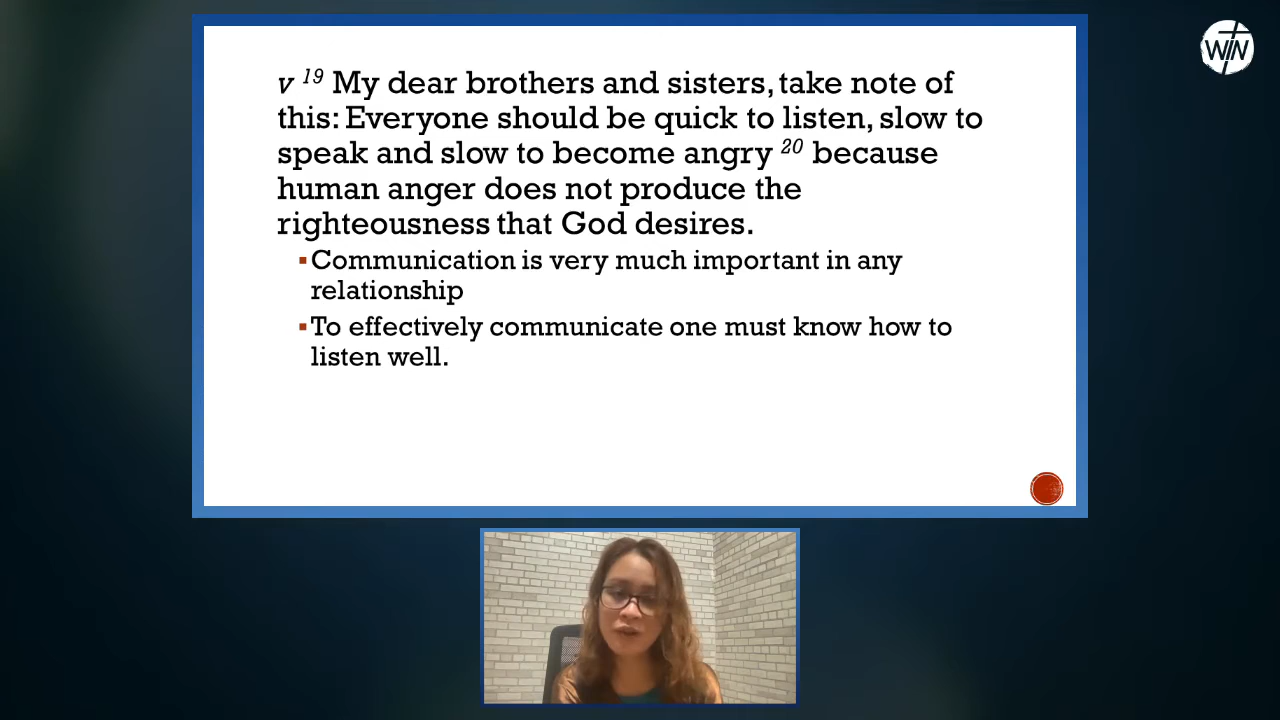 WIN
v 19 My dear brothers and sisters, take note of
this: Everyone should be quick to listen, slow to
speak and slow to become angry 20 because
human anger does not produce the
righteousness that God desires.
▪Communication is very much important in any
relationship
▪To effectively communicate one must know how to
listen well.